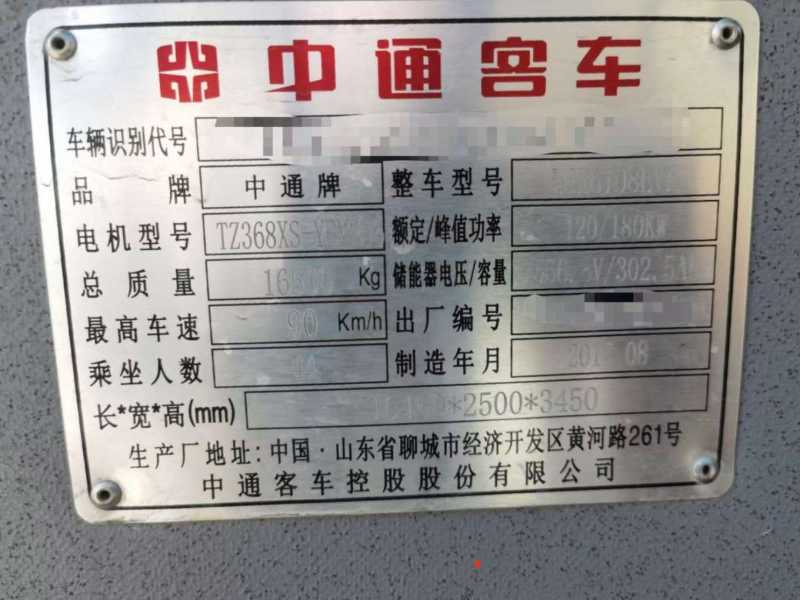 中通客车
车辆识别代号
品牌 中通牌 整车型号
电机型号 TZ368XS- 额定/峰值功率 120/180KW
总质量 Kg 储能器电压/容量 V/302.5A
最高车速 90 Km/h 出厂编号
乘坐人数 制造年月 08
长*宽*高(mm) *2500*3450
生产厂地址:中国·山东省聊城市经济开发区黄河路261号
中通客车控股股份有限公司